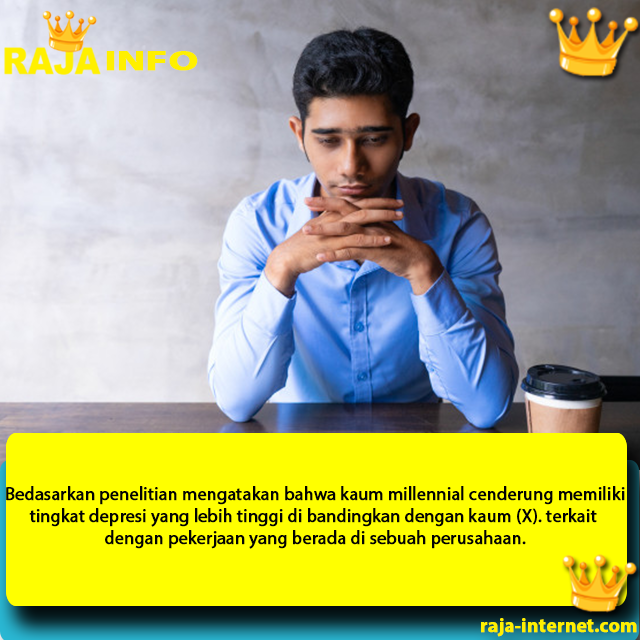 RAJA INFO
Bedasarkan penelitian mengatakan bahwa kaum millennial cenderung memiliki
tingkat depresi yang lebih tinggi di bandingkan dengan kaum (X). terkait
dengan pekerjaan yang berada di sebuah perusahaan.
raja-internet.com